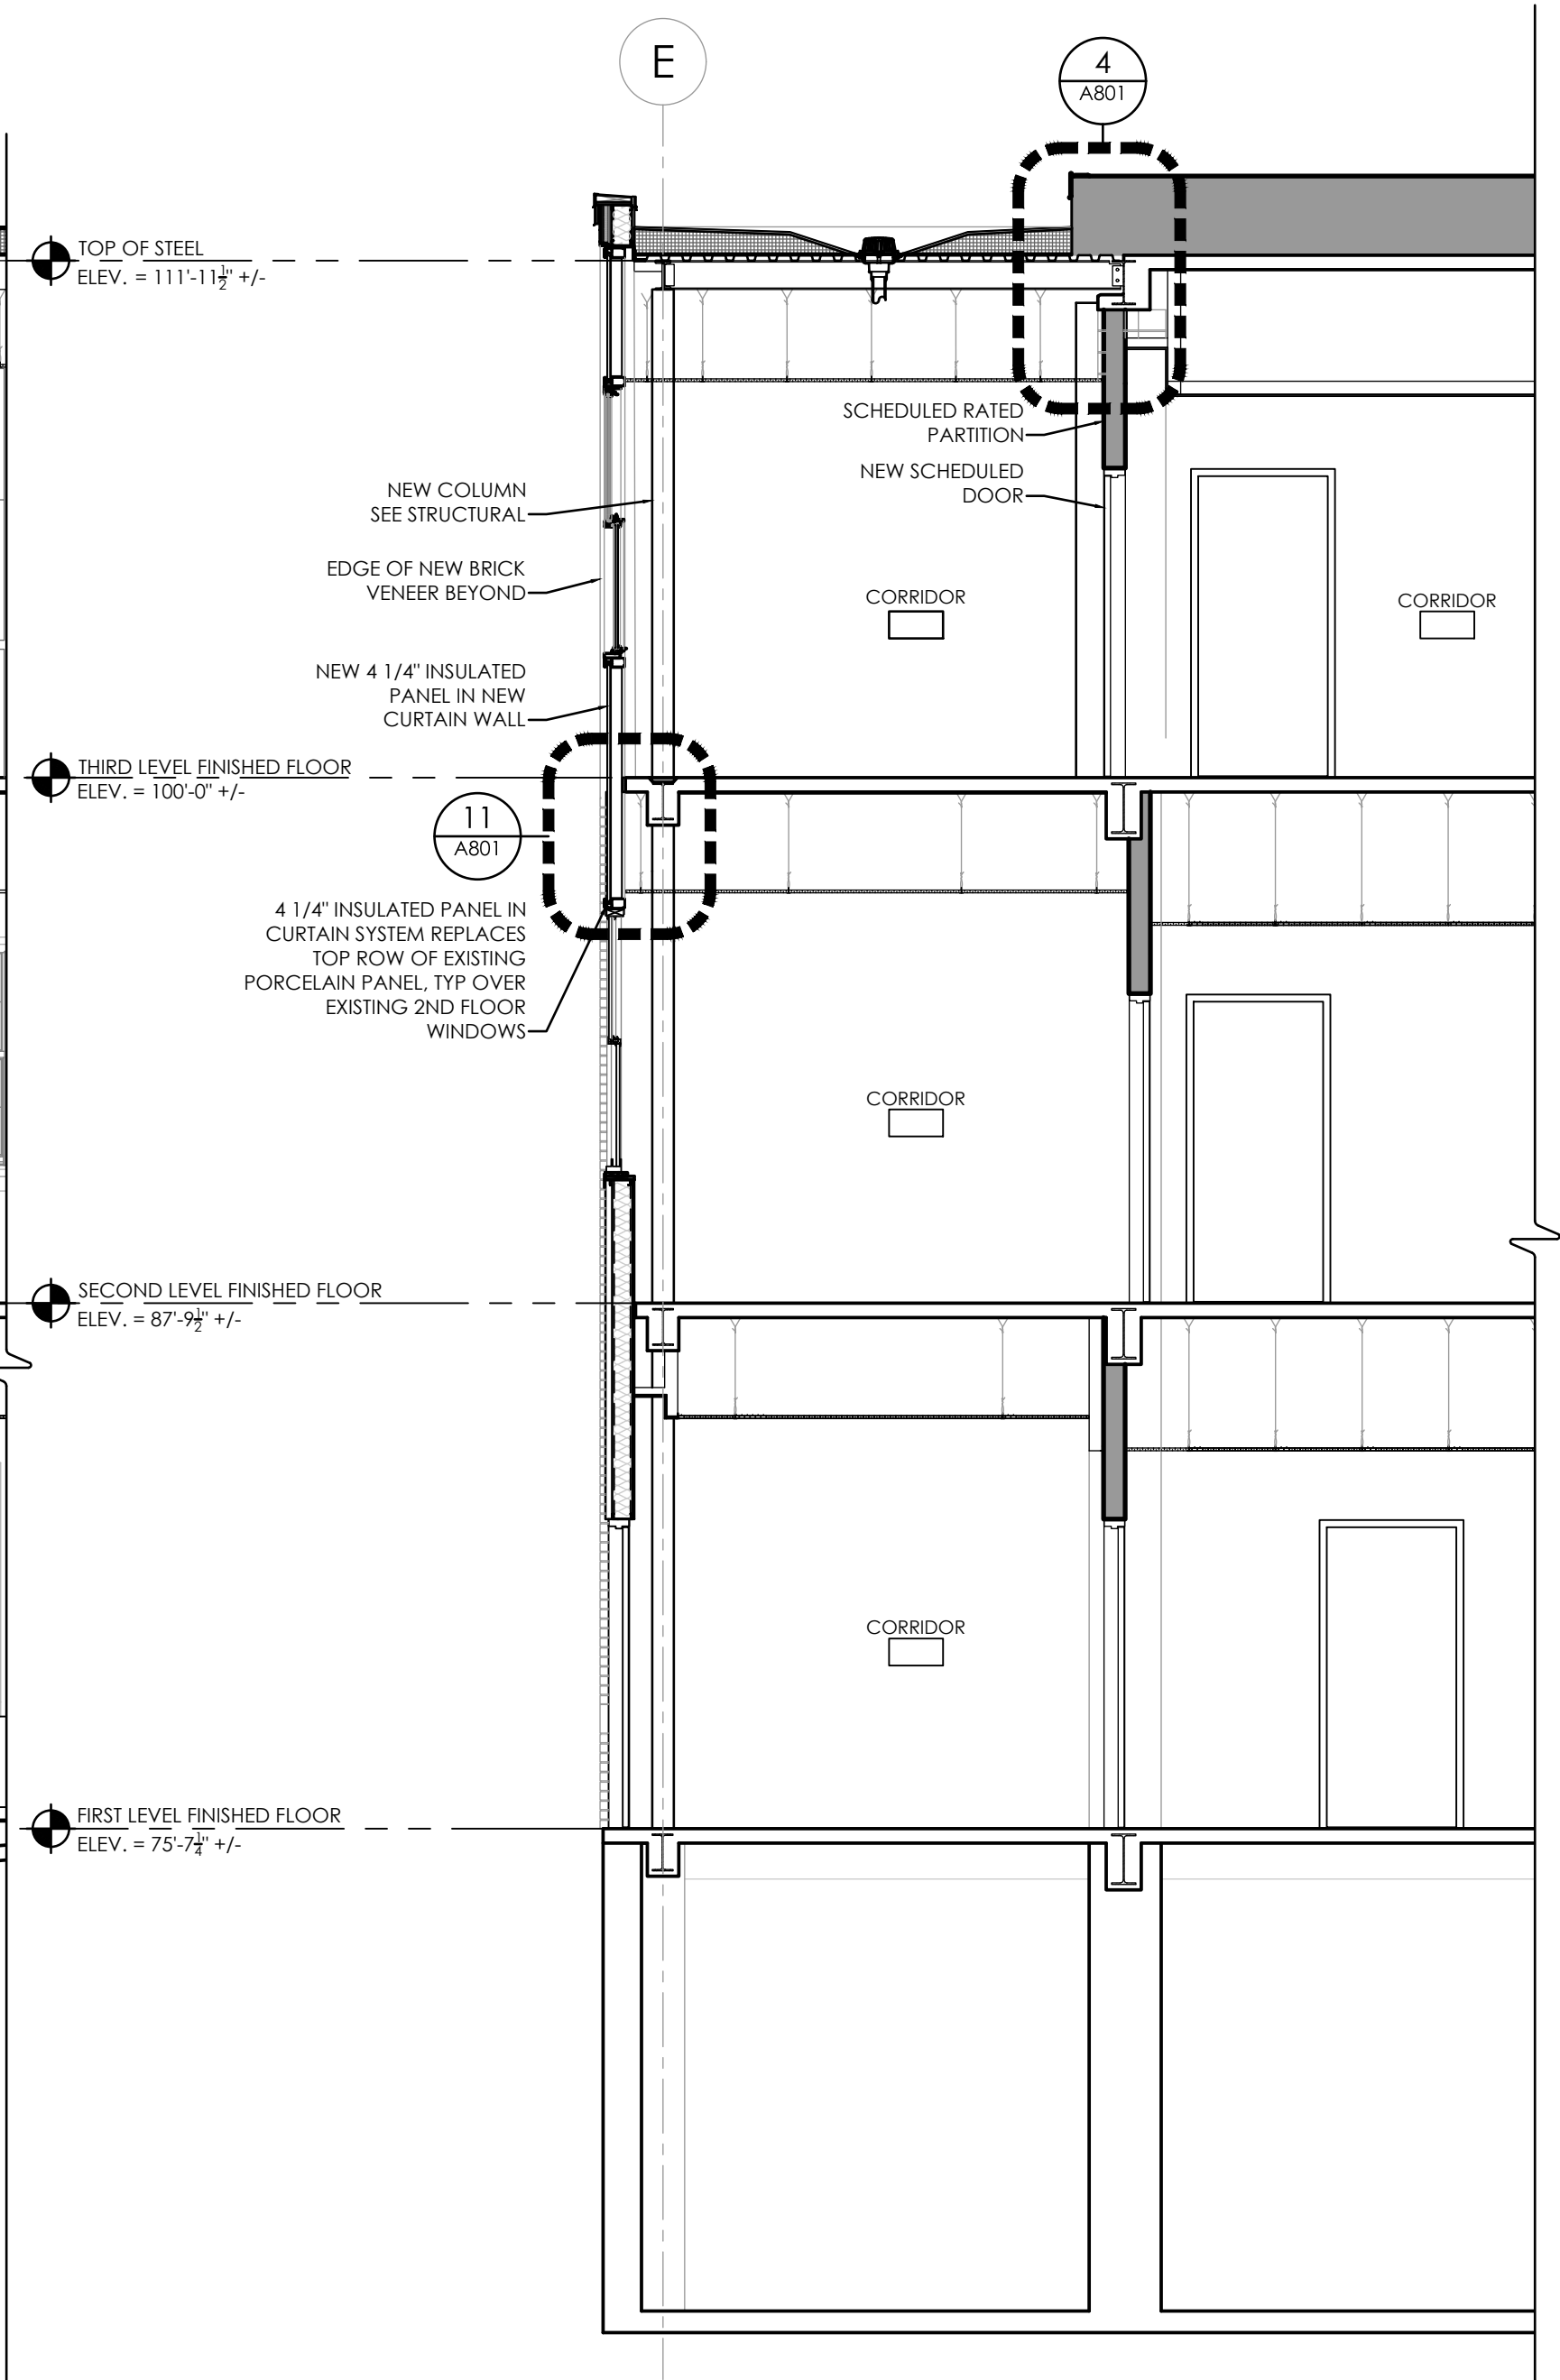 E
4
A801
TOP OF STEEL
ELEV. = 111'-11½" +/-
SCHEDULED RATED
PARTITION
NEW SCHEDULED
DOOR
NEW COLUMN
SEE STRUCTURAL
EDGE OF NEW BRICK
VENEER BEYOND
CORRIDOR
CORRIDOR
NEW 4 1/4" INSULATED
PANEL IN NEW
CURTAIN WALL
THIRD LEVEL FINISHED FLOOR
ELEV. = 100'-0" +/-
11
A801
4 1/4" INSULATED PANEL IN
CURTAIN SYSTEM REPLACES
TOP ROW OF EXISTING
PORCELAIN PANEL, TYP OVER
EXISTING 2ND FLOOR
WINDOWS
CORRIDOR
SECOND LEVEL FINISHED FLOOR
ELEV. = 87'-9½" +/-
CORRIDOR
FIRST LEVEL FINISHED FLOOR
ELEV. = 75'-7¼" +/-